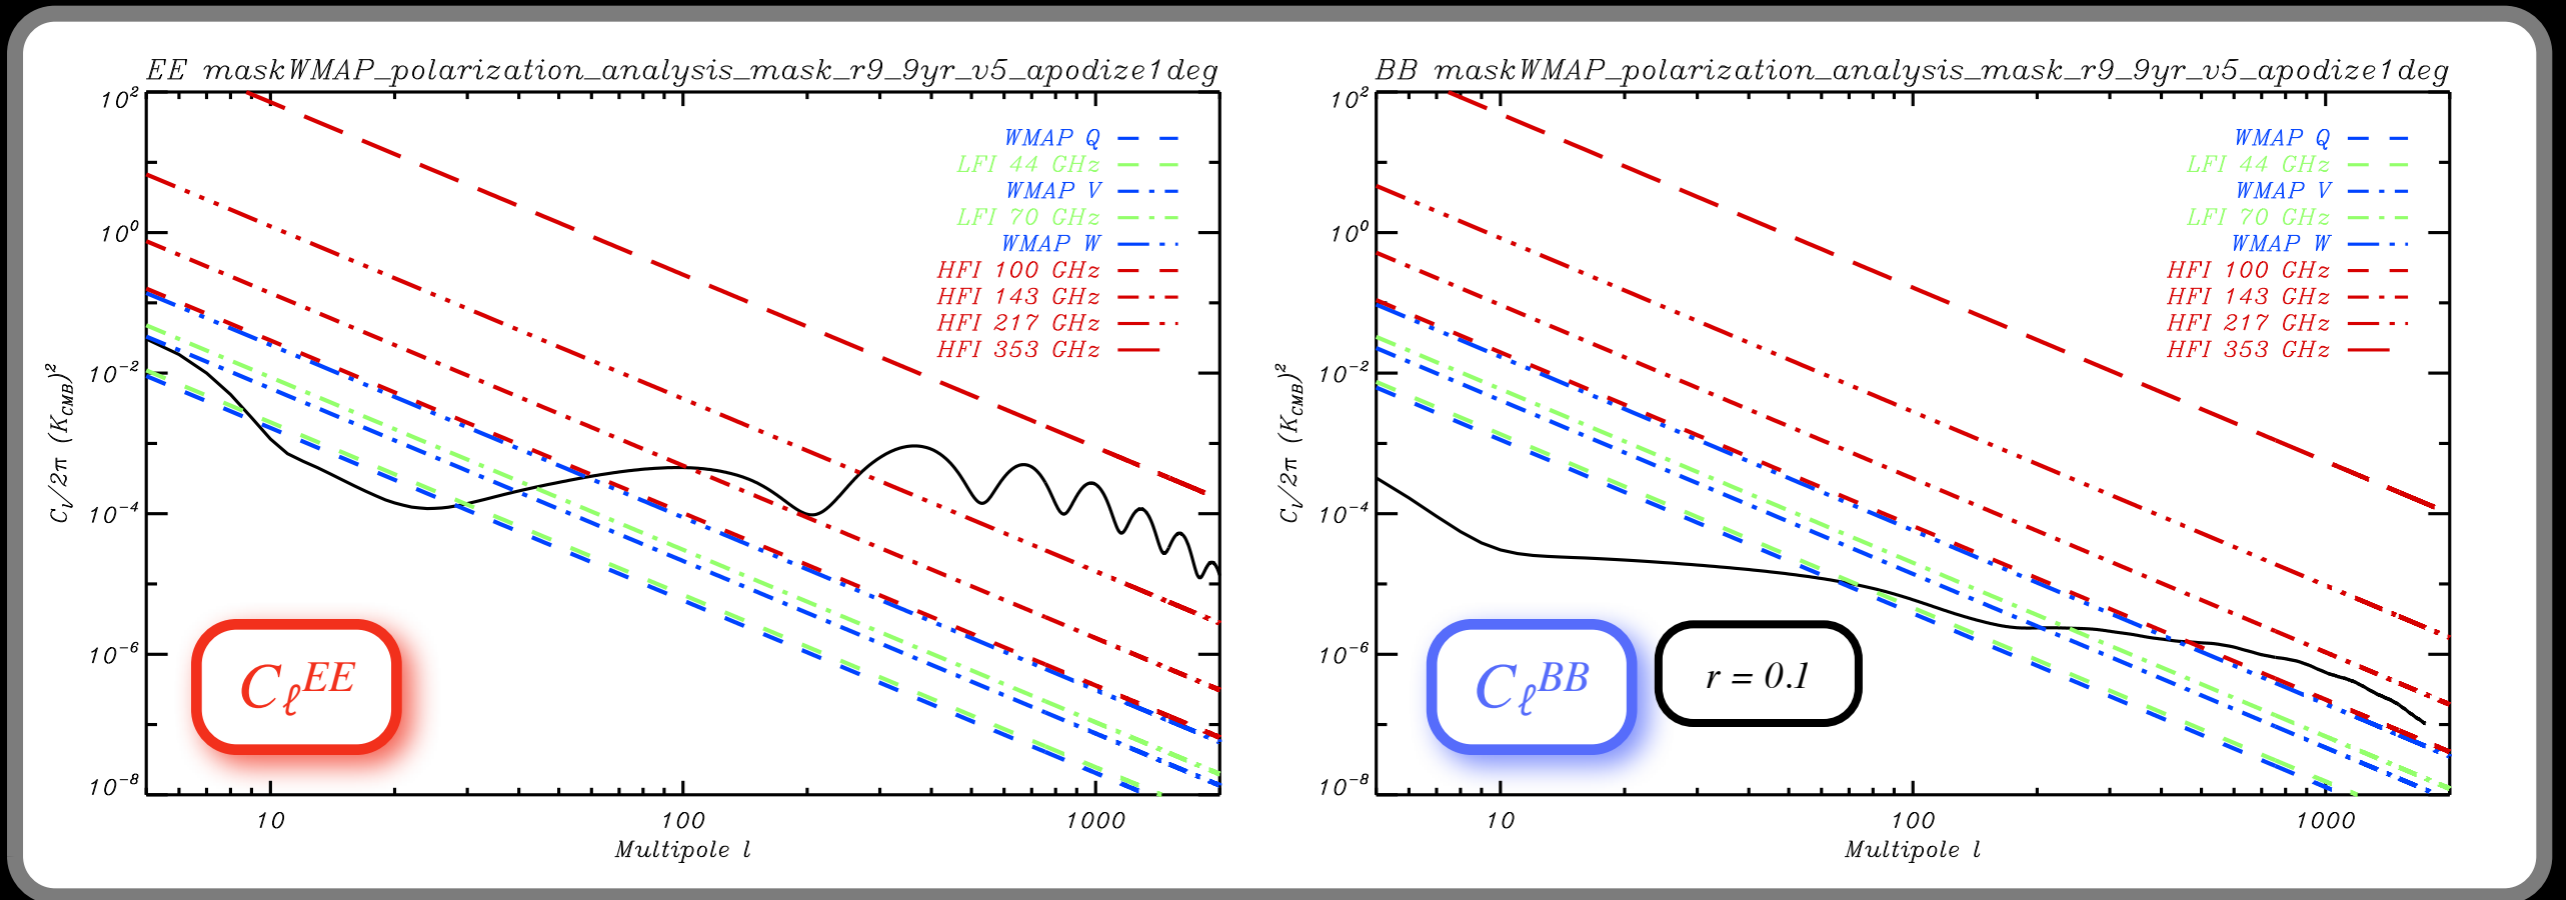 EE maskWMAP_polarization_analysis_mask_r9_9yr_v5_apodize1deg
10²
10⁰
10⁻²
10⁻⁴
10⁻⁶
10⁻⁸
C_l/2π (K_CMB)²
WMAP Q
LFI 44 GHz
WMAP V
LFI 70 GHz
WMAP W
HFI 100 GHz
HFI 143 GHz
HFI 217 GHz
HFI 353 GHz
C_ℓ^EE
10 100 1000
Multipole l
BB maskWMAP_polarization_analysis_mask_r9_9yr_v5_apodize1deg
10²
10⁰
10⁻²
10⁻⁴
10⁻⁶
10⁻⁸
C_l/2π (K_CMB)²
WMAP Q
LFI 44 GHz
WMAP V
LFI 70 GHz
WMAP W
HFI 100 GHz
HFI 143 GHz
HFI 217 GHz
HFI 353 GHz
C_ℓ^BB
r = 0.1
10 100 1000
Multipole l